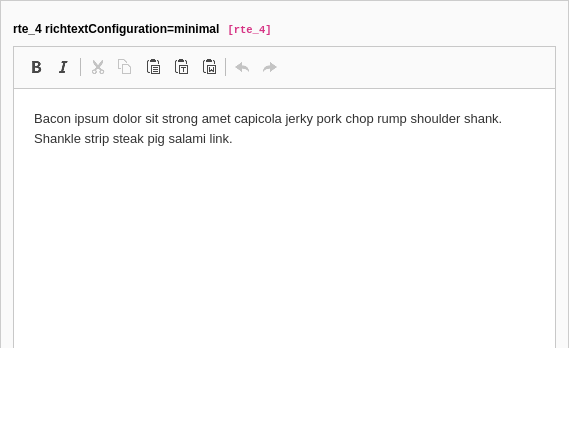 rte_4 richtextConfiguration=minimal [rte_4]
B I
Bacon ipsum dolor sit strong amet capicola jerky pork chop rump shoulder shank.
Shankle strip steak pig salami link.